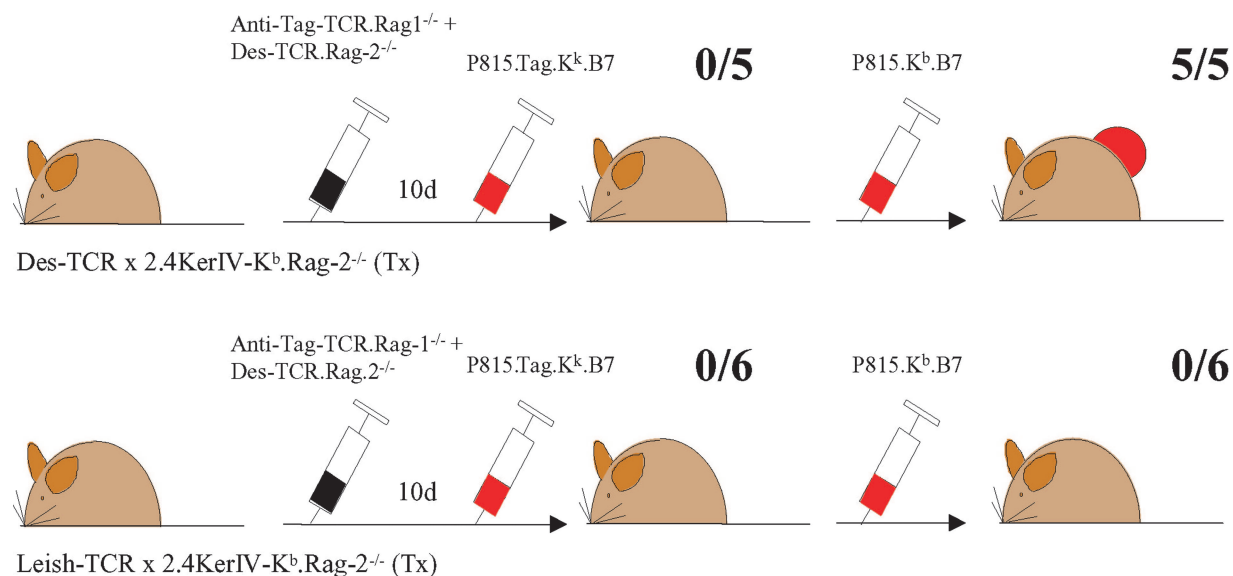 Anti-Tag-TCR.Rag1-/- +
Des-TCR.Rag-2-/-
P815.Tag.Kk.B7
0/5
P815.Kb.B7
5/5
10d
Des-TCR x 2.4KerIV-Kb.Rag-2-/- (Tx)
Anti-Tag-TCR.Rag-1-/- +
Des-TCR.Rag.2-/-
P815.Tag.Kk.B7
0/6
P815.Kb.B7
0/6
10d
Leish-TCR x 2.4KerIV-Kb.Rag-2-/- (Tx)